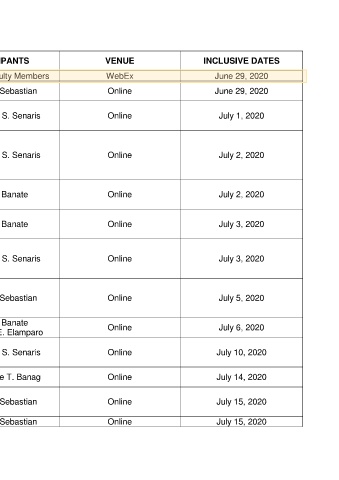 IPANTS VENUE INCLUSIVE DATES
ulty Members WebEx June 29, 2020
Sebastian Online June 29, 2020
S. Senaris Online July 1, 2020
S. Senaris Online July 2, 2020
Banate Online July 2, 2020
Banate Online July 3, 2020
S. Senaris Online July 3, 2020
Sebastian Online July 5, 2020
Banate
E. Elamparo Online July 6, 2020
S. Senaris Online July 10, 2020
e T. Banag Online July 14, 2020
Sebastian Online July 15, 2020
Sebastian Online July 15, 2020